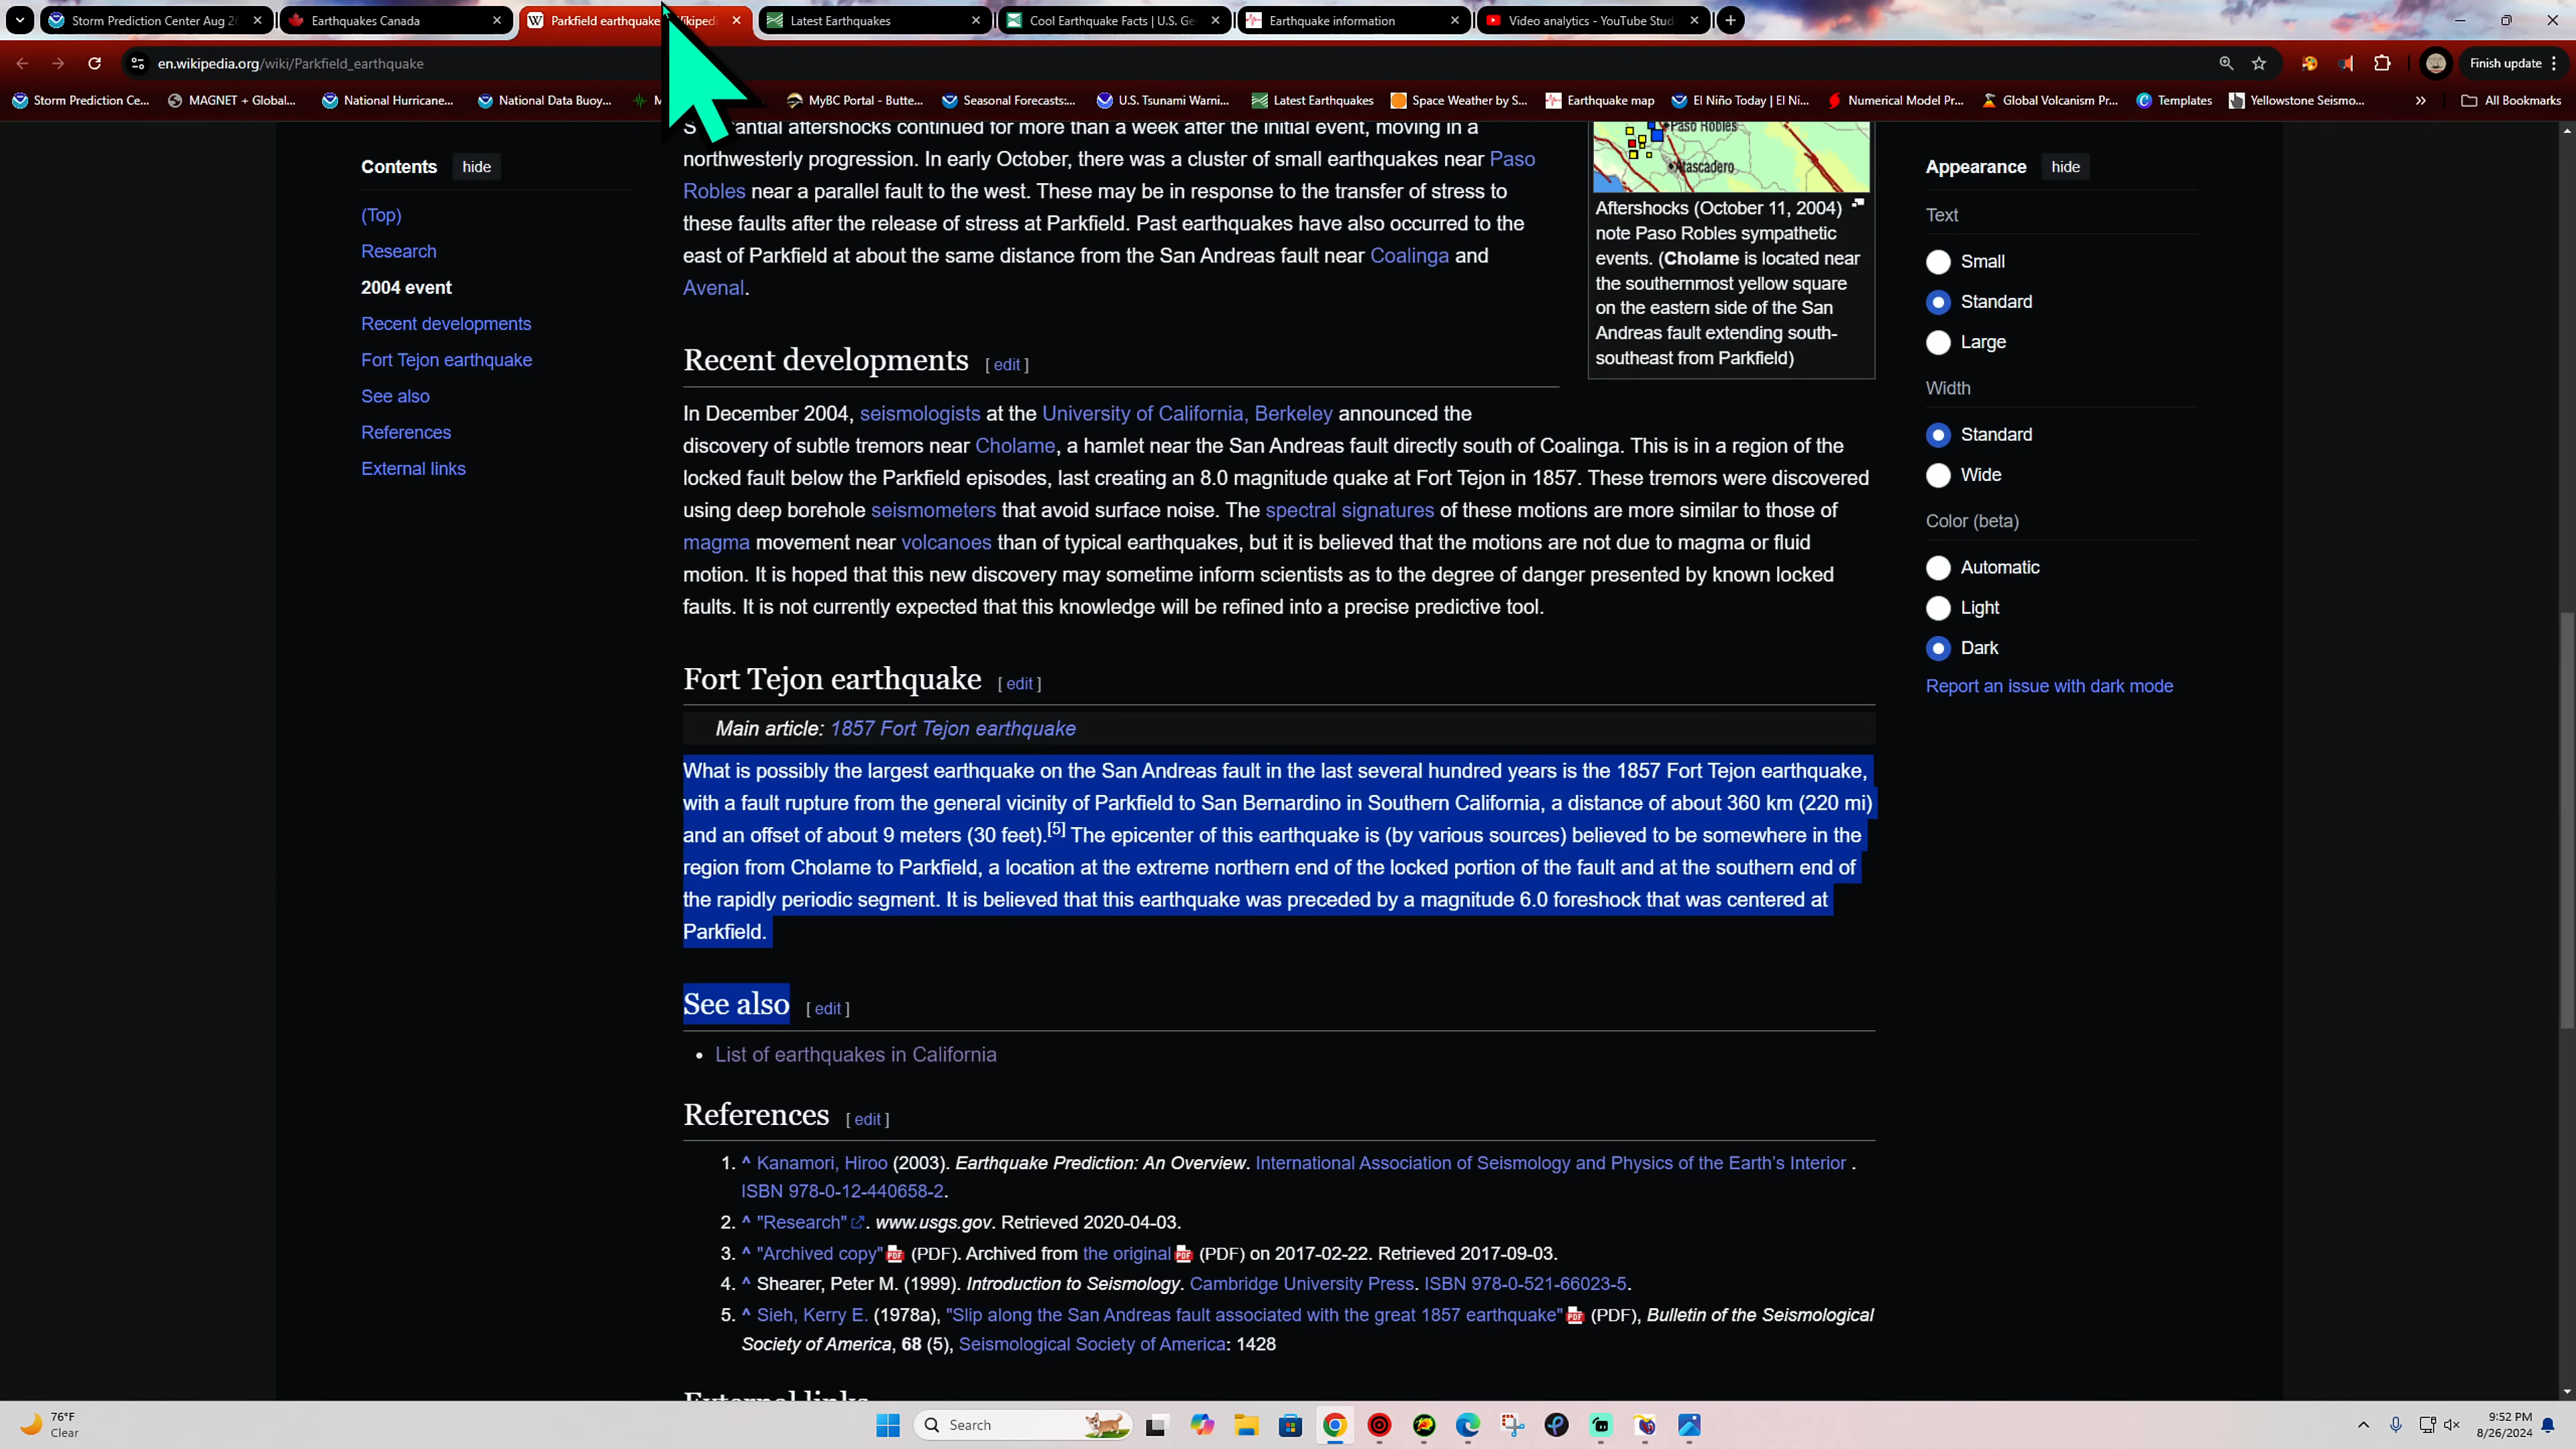 Storm Prediction Center Aug 26
Earthquakes Canada
Parkfield earthquake
Latest Earthquakes
Cool Earthquake Facts | U.S. Ge
Earthquake information
Video analytics - YouTube Stud
en.wikipedia.org/wiki/Parkfield_earthquake
Finish update
Storm Prediction Ce...
MAGNET + Global...
National Hurricane...
National Data Buoy...
MyBC Portal - Butte...
Seasonal Forecasts:...
U.S. Tsunami Warni...
Latest Earthquakes
Space Weather by S...
Earthquake map
El Niño Today | El Ni...
Numerical Model Pr...
Global Volcanism Pr...
Templates
Yellowstone Seismo...
All Bookmarks
Contents hide
(Top)
Research
2004 event
Recent developments
Fort Tejon earthquake
See also
References
External links
aftershocks continued for more than a week after the initial event, moving in a
northwesterly progression. In early October, there was a cluster of small earthquakes near Paso
Robles near a parallel fault to the west. These may be in response to the transfer of stress to
these faults after the release of stress at Parkfield. Past earthquakes have also occurred to the
east of Parkfield at about the same distance from the San Andreas fault near Coalinga and
Avenal.
Paso Robles
Atascadero
Aftershocks (October 11, 2004)
note Paso Robles sympathetic
events. (Cholame is located near
the southernmost yellow square
on the eastern side of the San
Andreas fault extending south-
southeast from Parkfield)
Recent developments [ edit ]
In December 2004, seismologists at the University of California, Berkeley announced the
discovery of subtle tremors near Cholame, a hamlet near the San Andreas fault directly south of Coalinga. This is in a region of the
locked fault below the Parkfield episodes, last creating an 8.0 magnitude quake at Fort Tejon in 1857. These tremors were discovered
using deep borehole seismometers that avoid surface noise. The spectral signatures of these motions are more similar to those of
magma movement near volcanoes than of typical earthquakes, but it is believed that the motions are not due to magma or fluid
motion. It is hoped that this new discovery may sometime inform scientists as to the degree of danger presented by known locked
faults. It is not currently expected that this knowledge will be refined into a precise predictive tool.
Fort Tejon earthquake [ edit ]
Main article: 1857 Fort Tejon earthquake
What is possibly the largest earthquake on the San Andreas fault in the last several hundred years is the 1857 Fort Tejon earthquake,
with a fault rupture from the general vicinity of Parkfield to San Bernardino in Southern California, a distance of about 360 km (220 mi)
and an offset of about 9 meters (30 feet).[5] The epicenter of this earthquake is (by various sources) believed to be somewhere in the
region from Cholame to Parkfield, a location at the extreme northern end of the locked portion of the fault and at the southern end of
the rapidly periodic segment. It is believed that this earthquake was preceded by a magnitude 6.0 foreshock that was centered at
Parkfield.
See also [ edit ]
• List of earthquakes in California
References [ edit ]
1. ^ Kanamori, Hiroo (2003). Earthquake Prediction: An Overview. International Association of Seismology and Physics of the Earth's Interior .
ISBN 978-0-12-440658-2.
2. ^ "Research". www.usgs.gov. Retrieved 2020-04-03.
3. ^ "Archived copy" (PDF). Archived from the original (PDF) on 2017-02-22. Retrieved 2017-09-03.
4. ^ Shearer, Peter M. (1999). Introduction to Seismology. Cambridge University Press. ISBN 978-0-521-66023-5.
5. ^ Sieh, Kerry E. (1978a), "Slip along the San Andreas fault associated with the great 1857 earthquake" (PDF), Bulletin of the Seismological
Society of America, 68 (5), Seismological Society of America: 1428
External links
Appearance hide
Text
Small
Standard
Large
Width
Standard
Wide
Color (beta)
Automatic
Light
Dark
Report an issue with dark mode
76°F
Clear
Search
9:52 PM
8/26/2024